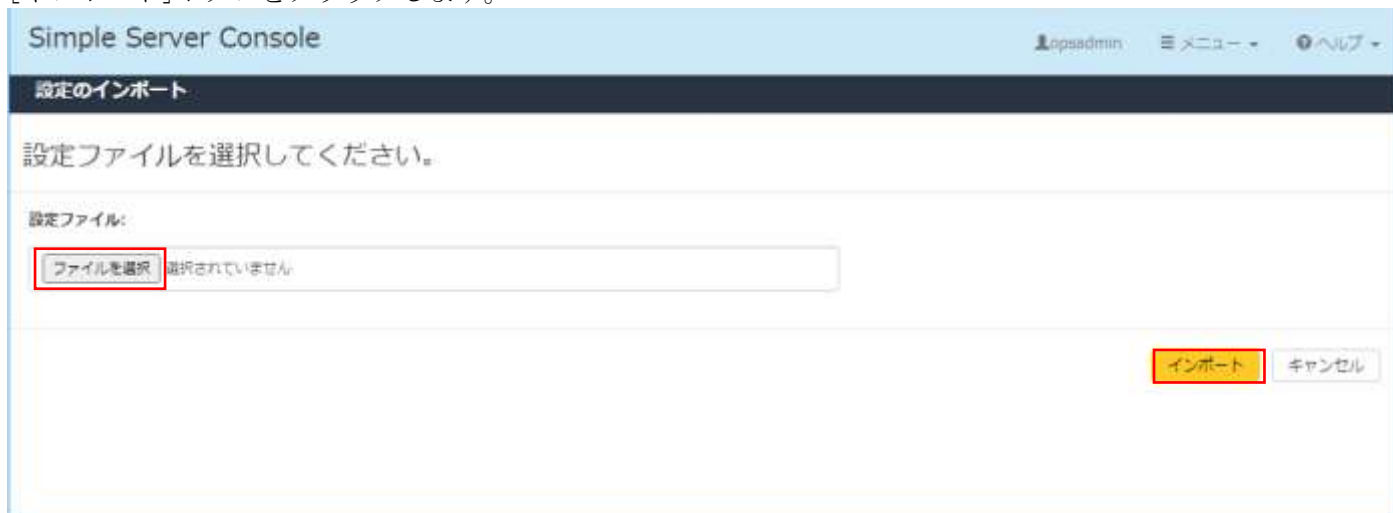 Simple Server Console
opsadmin メニュー ヘルプ
設定のインポート
設定ファイルを選択してください。
設定ファイル:
ファイルを選択 選択されていません
インポート キャンセル